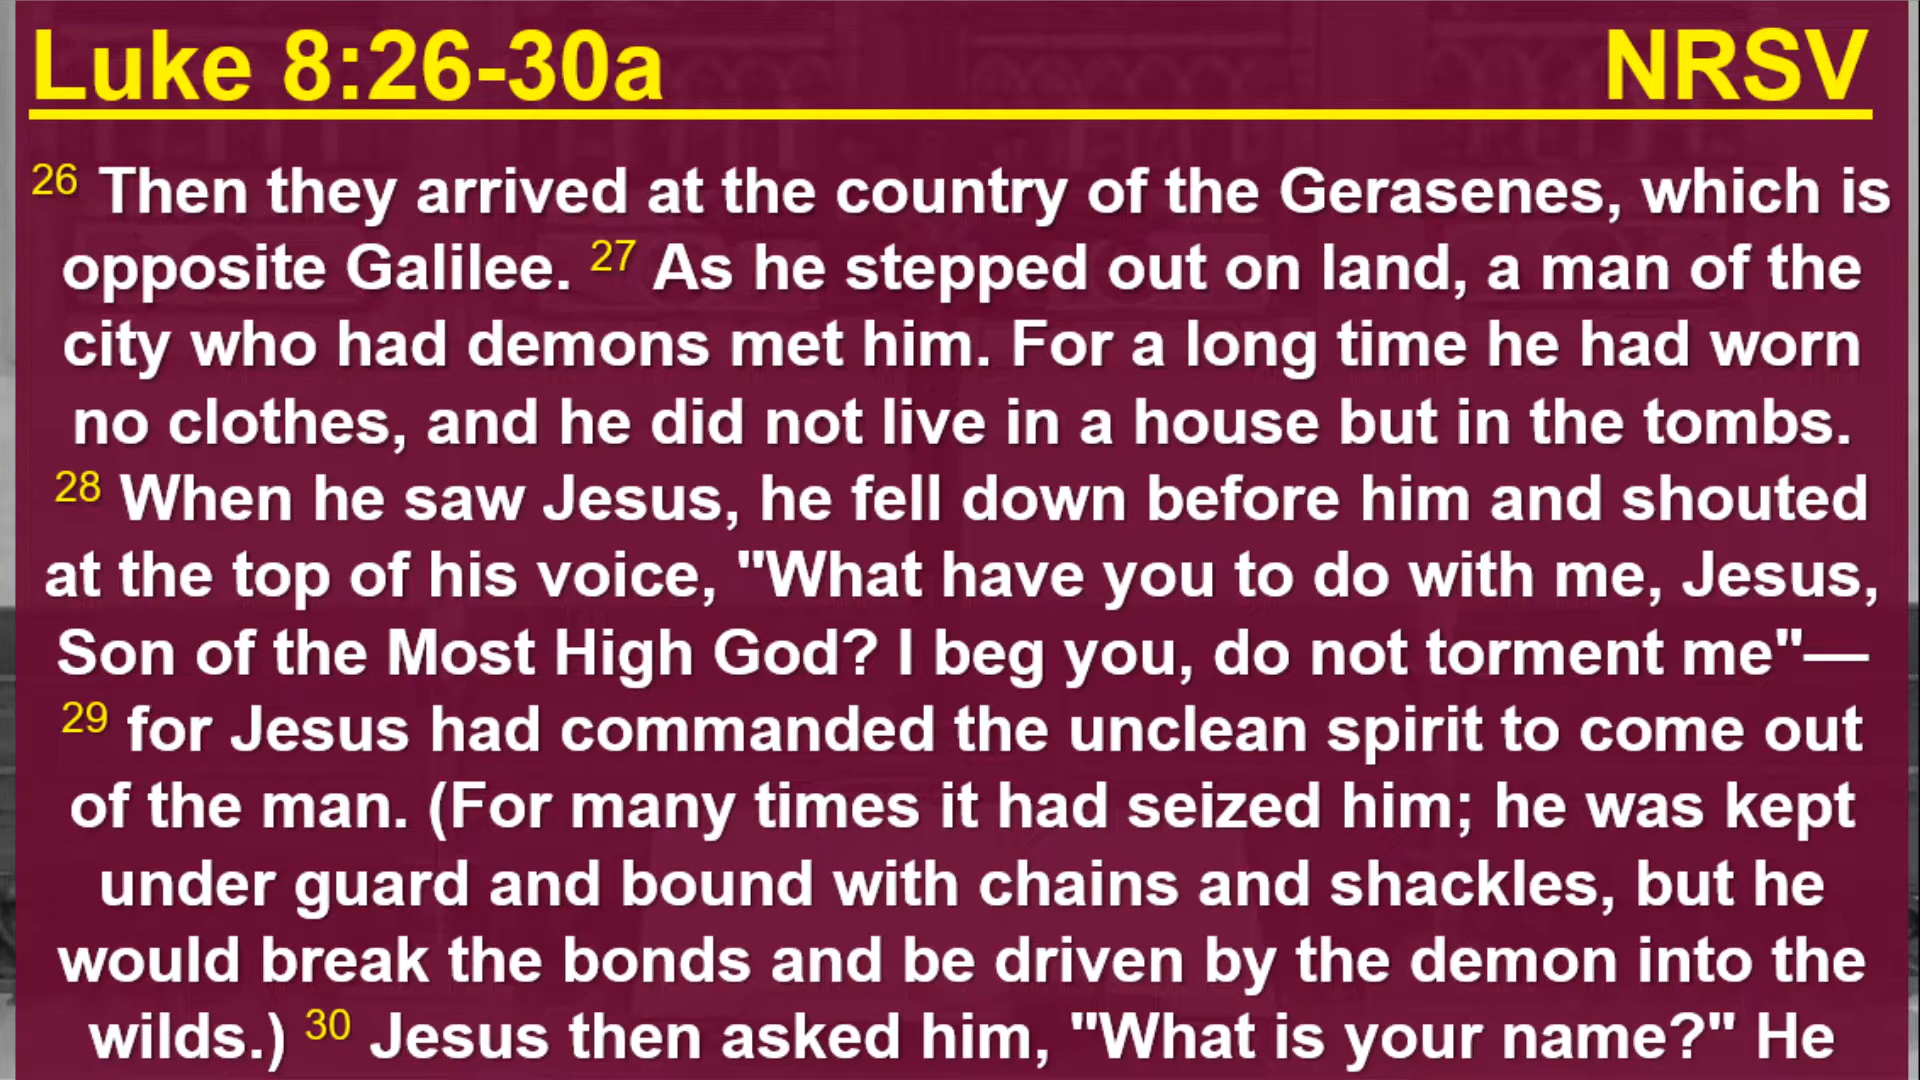 Luke 8:26-30a NRSV
26 Then they arrived at the country of the Gerasenes, which is
opposite Galilee. 27 As he stepped out on land, a man of the
city who had demons met him. For a long time he had worn
no clothes, and he did not live in a house but in the tombs.
28 When he saw Jesus, he fell down before him and shouted
at the top of his voice, "What have you to do with me, Jesus,
Son of the Most High God? I beg you, do not torment me"—
29 for Jesus had commanded the unclean spirit to come out
of the man. (For many times it had seized him; he was kept
under guard and bound with chains and shackles, but he
would break the bonds and be driven by the demon into the
wilds.) 30 Jesus then asked him, "What is your name?" He